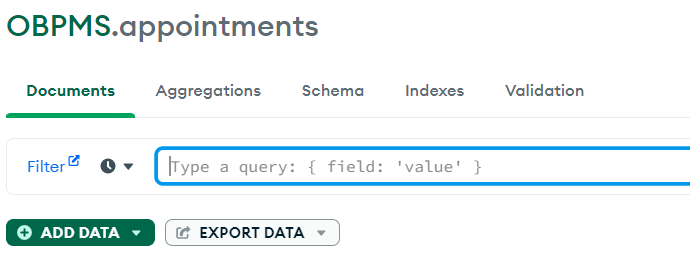 OBPMS.appointments
Documents Aggregations Schema Indexes Validation
Filter Type a query: { field: 'value' }
ADD DATA EXPORT DATA